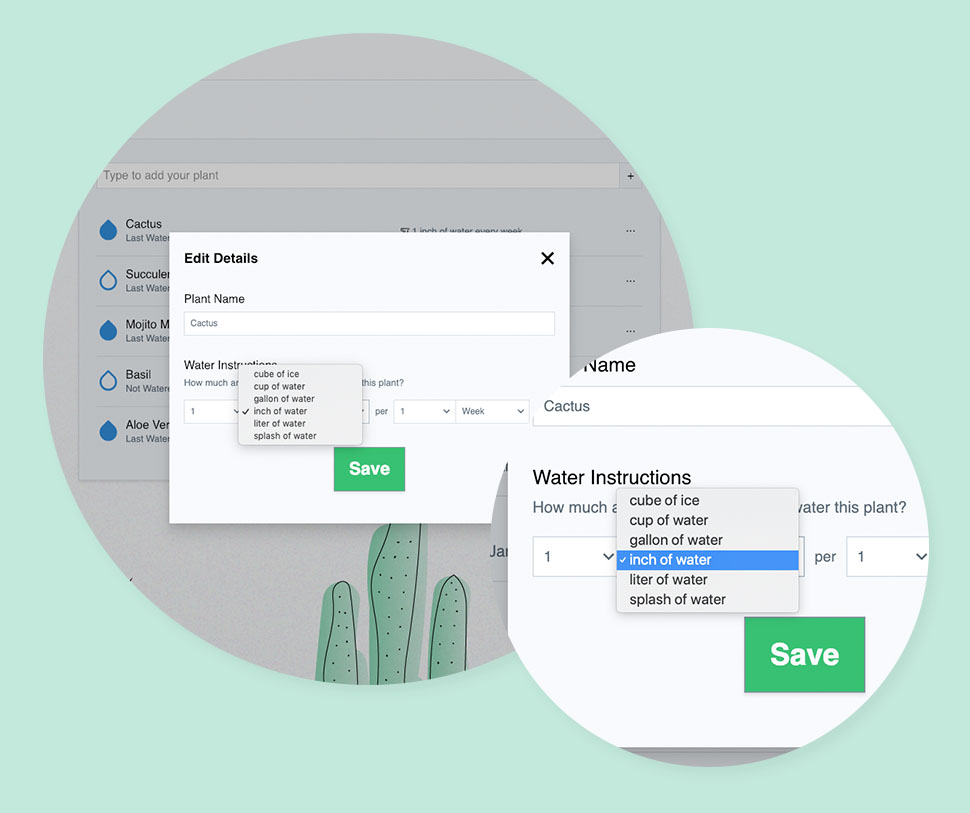 Type to add your plant +
Cactus
Last Water
1 inch of water every week
Succulen
Last Water
Mojito M
Last Water
Basil
Not Watere
Aloe Ver
Last Water
Edit Details
Plant Name
Cactus
Water Instructions
How much a this plant?
cube of ice
cup of water
gallon of water
inch of water
liter of water
splash of water
1 per 1 Week
Save
Jan
Name
Cactus
Water Instructions
How much a water this plant?
cube of ice
cup of water
gallon of water
inch of water
liter of water
splash of water
1 per 1
Save